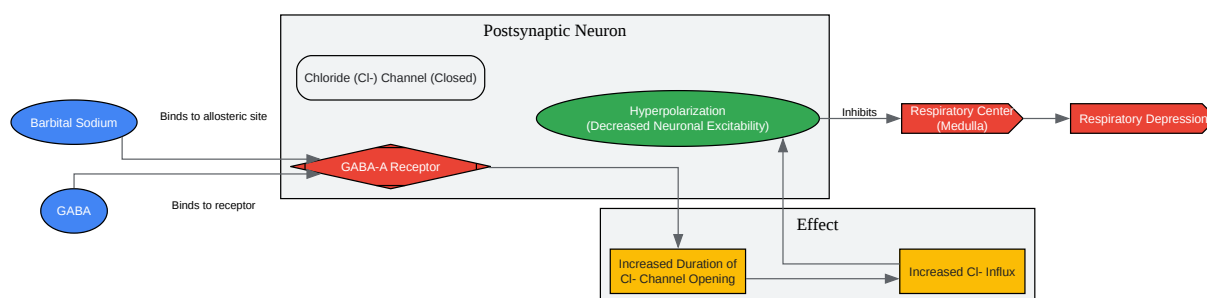 Postsynaptic Neuron
Chloride (Cl-) Channel (Closed)
Barbital Sodium
Binds to allosteric site
Hyperpolarization
(Decreased Neuronal Excitability)
Inhibits
Respiratory Center
(Medulla)
Respiratory Depression
GABA-A Receptor
GABA
Binds to receptor
Effect
Increased Duration of
Cl- Channel Opening
Increased Cl- Influx